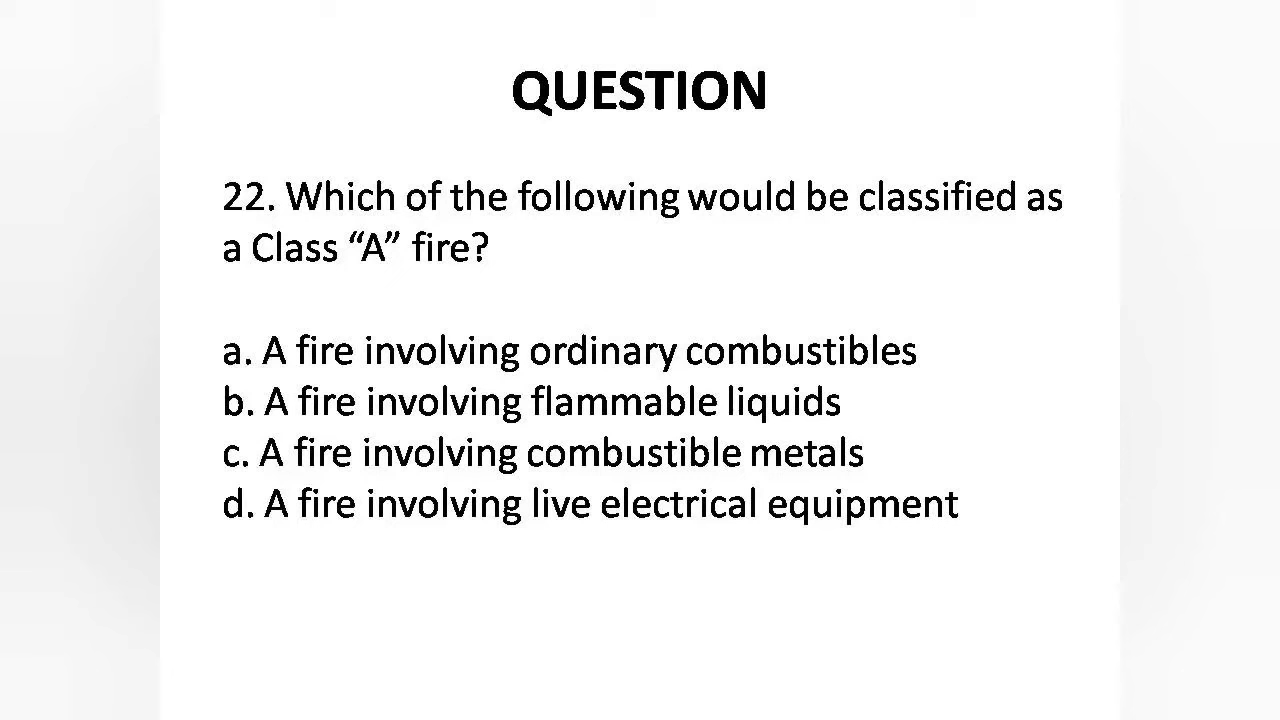 QUESTION
22. Which of the following would be classified as
a Class “A” fire?
a. A fire involving ordinary combustibles
b. A fire involving flammable liquids
c. A fire involving combustible metals
d. A fire involving live electrical equipment